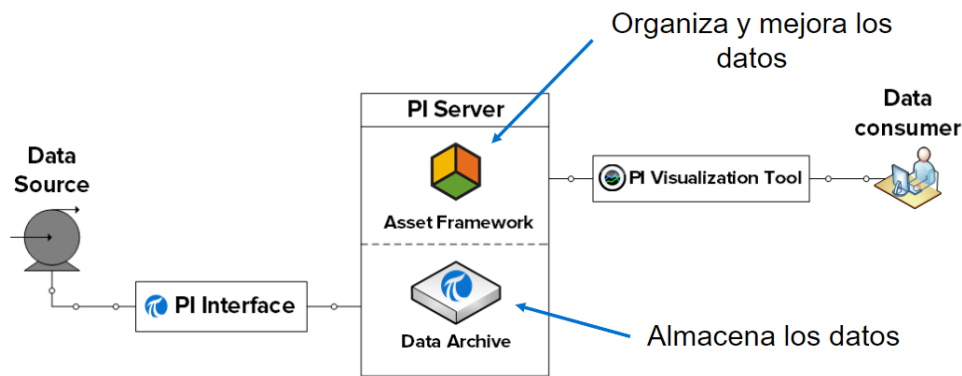 Organiza y mejora los
datos
PI Server
Data
consumer
Data
Source
PI Visualization Tool
Asset Framework
PI Interface
Data Archive
Almacena los datos